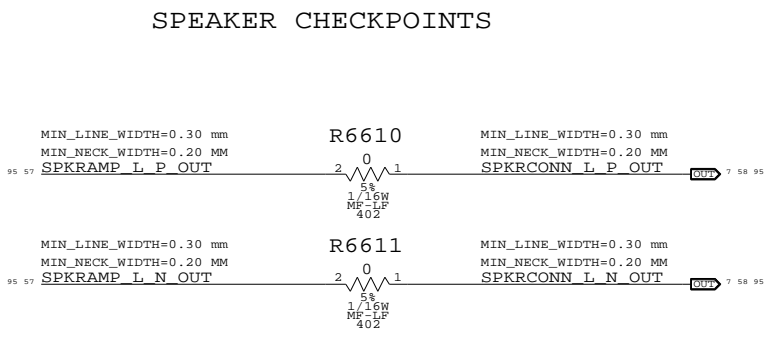 SPEAKER CHECKPOINTS
MIN_LINE_WIDTH=0.30 mm
R6610
MIN_LINE_WIDTH=0.30 mm
MIN_NECK_WIDTH=0.20 MM
0
MIN_NECK_WIDTH=0.20 MM
95 57 SPKRAMP_L_P_OUT
2 1
SPKRCONN_L_P_OUT
OUT 7 58 95
5%
1/16W
MF-LF
402
MIN_LINE_WIDTH=0.30 mm
R6611
MIN_LINE_WIDTH=0.30 mm
MIN_NECK_WIDTH=0.20 MM
0
MIN_NECK_WIDTH=0.20 MM
95 57 SPKRAMP_L_N_OUT
2 1
SPKRCONN_L_N_OUT
OUT 7 58 95
5%
1/16W
MF-LF
402